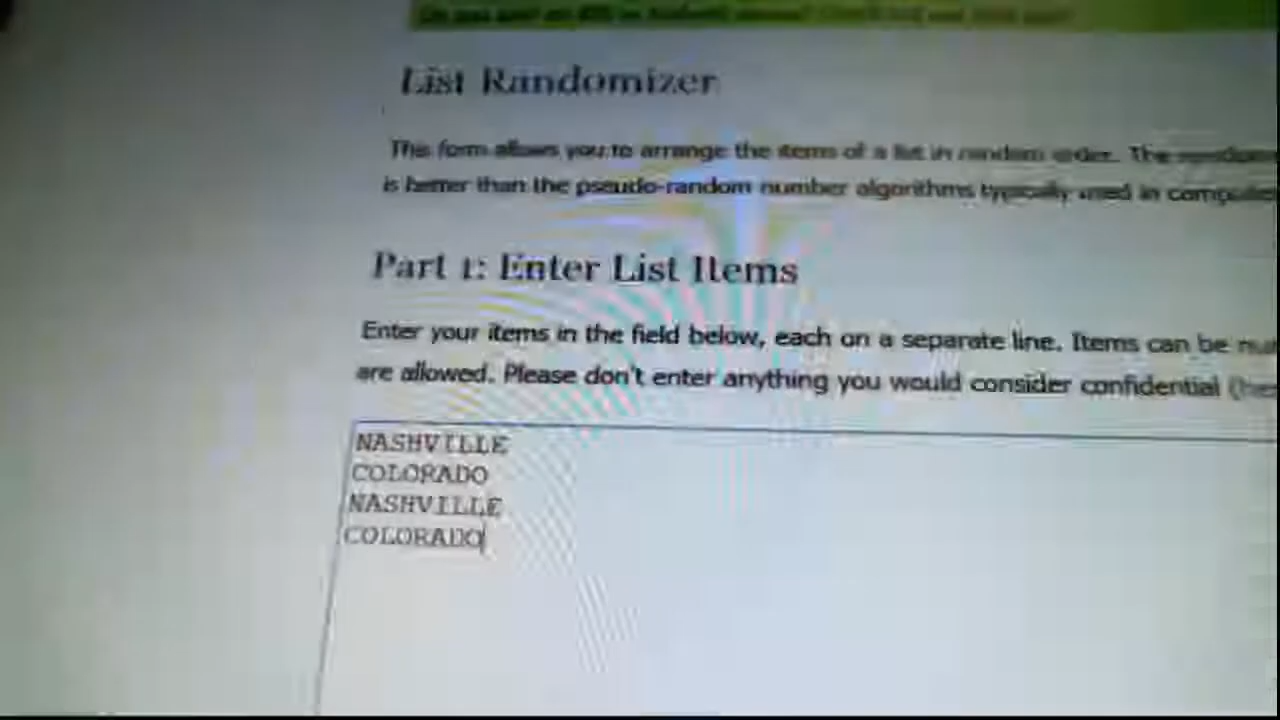 List Randomizer
This form allows you to arrange the items of a list in random order. The
is better than the pseudo-random number algorithms typically used in computer
Part 1: Enter List Items
Enter your items in the field below, each on a separate line. Items can be
are allowed. Please don't enter anything you would consider confidential
NASHVILLE
COLORADO
NASHVILLE
COLORADO